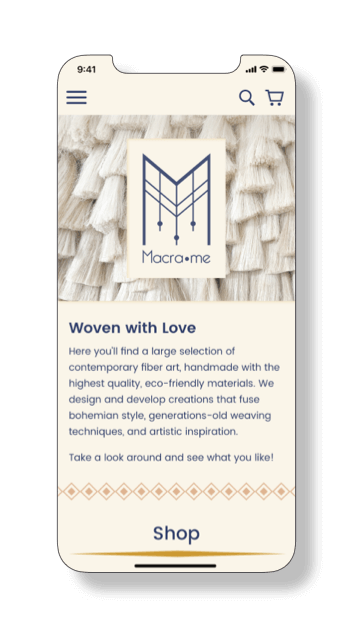 9:41
Macra•me
Woven with Love
Here you'll find a large selection of
contemporary fiber art, handmade with the
highest quality, eco-friendly materials. We
design and develop creations that fuse
bohemian style, generations-old weaving
techniques, and artistic inspiration.
Take a look around and see what you like!
Shop